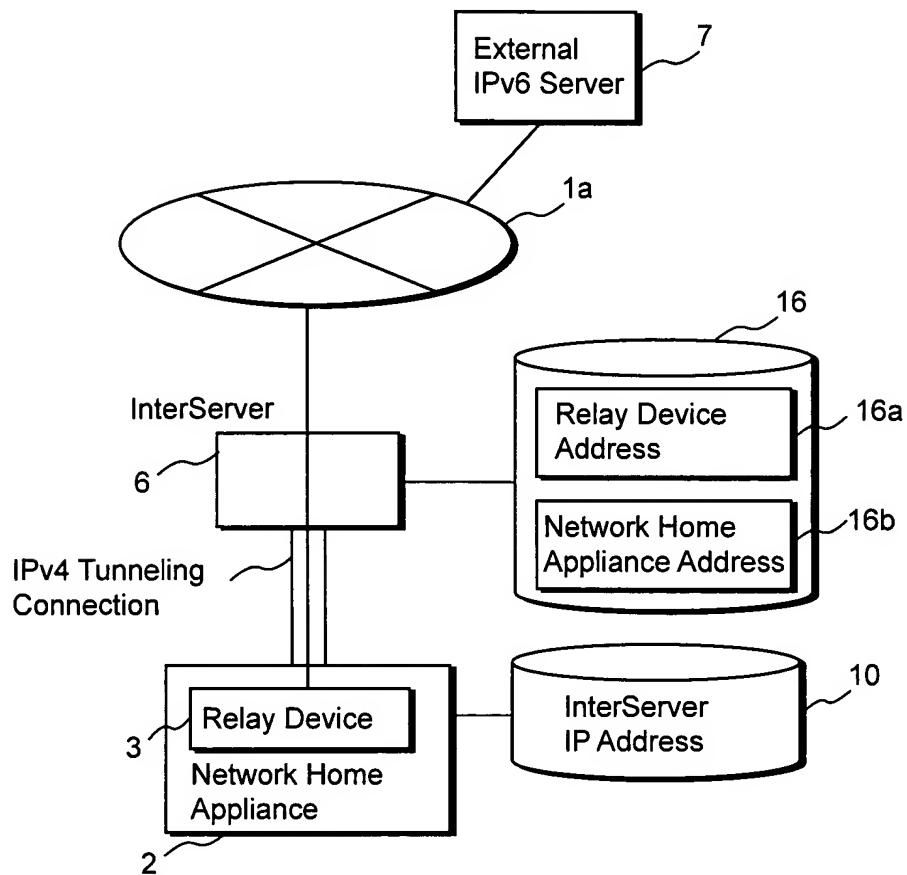 7
External
IPv6 Server
1a
16
InterServer
Relay Device
Address
16a
6
16b
Network Home
Appliance Address
IPv4 Tunneling
Connection
10
InterServer
IP Address
3
Relay Device
Network Home
Appliance
2